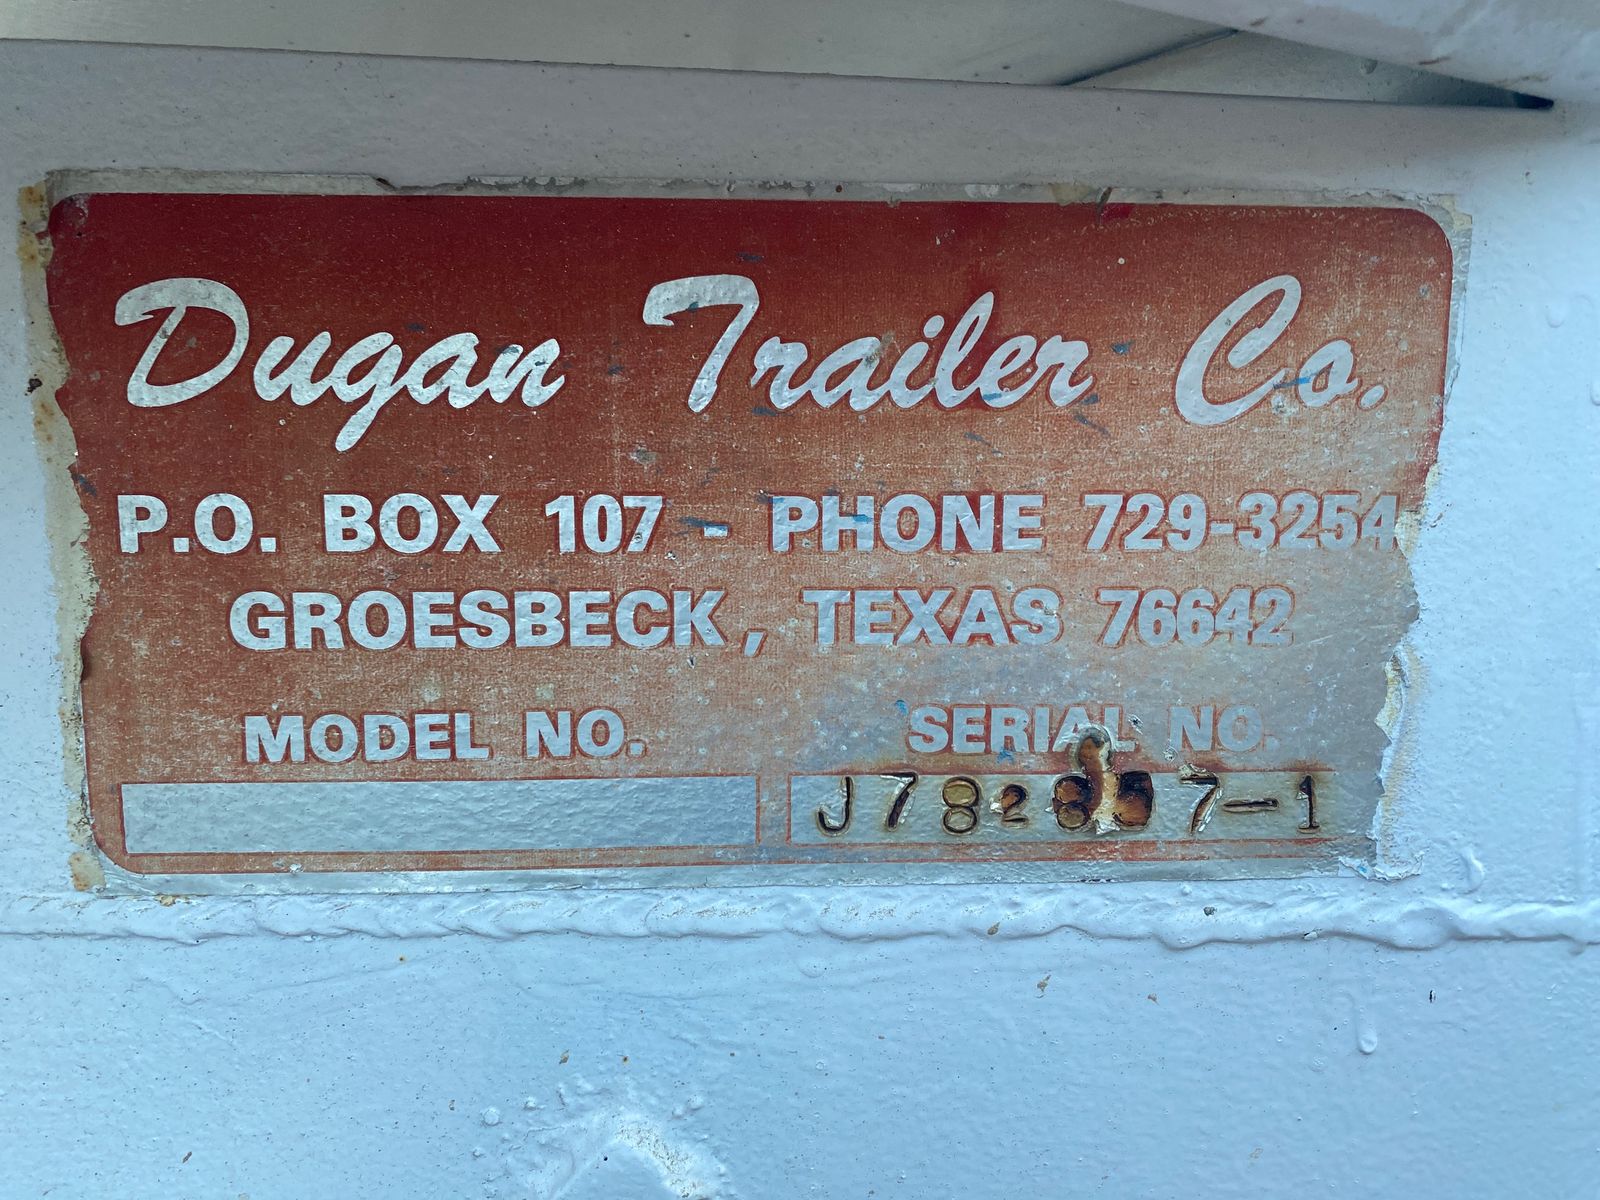 Dugan Trailer Co.
P.O. BOX 107 - PHONE 729-3254
GROESBECK, TEXAS 76642
MODEL NO. SERIAL NO.